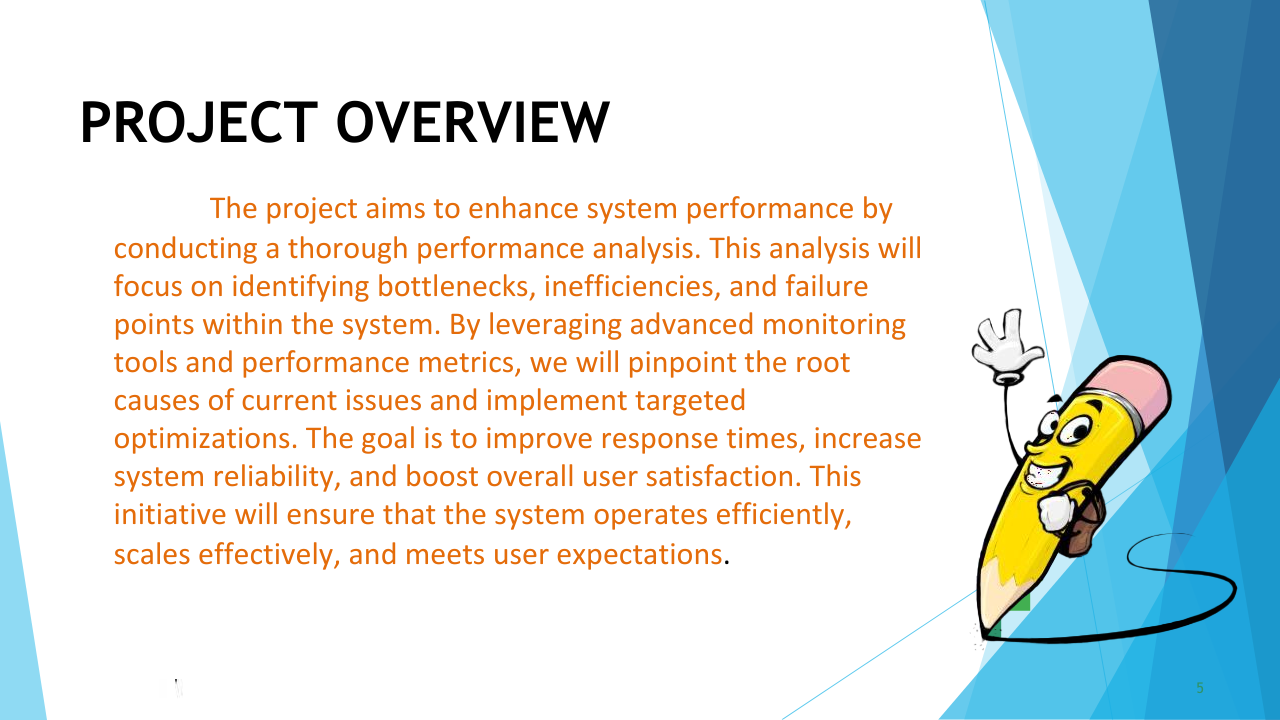 PROJECT OVERVIEW
The project aims to enhance system performance by
conducting a thorough performance analysis. This analysis will
focus on identifying bottlenecks, inefficiencies, and failure
points within the system. By leveraging advanced monitoring
tools and performance metrics, we will pinpoint the root
causes of current issues and implement targeted
optimizations. The goal is to improve response times, increase
system reliability, and boost overall user satisfaction. This
initiative will ensure that the system operates efficiently,
scales effectively, and meets user expectations.
5